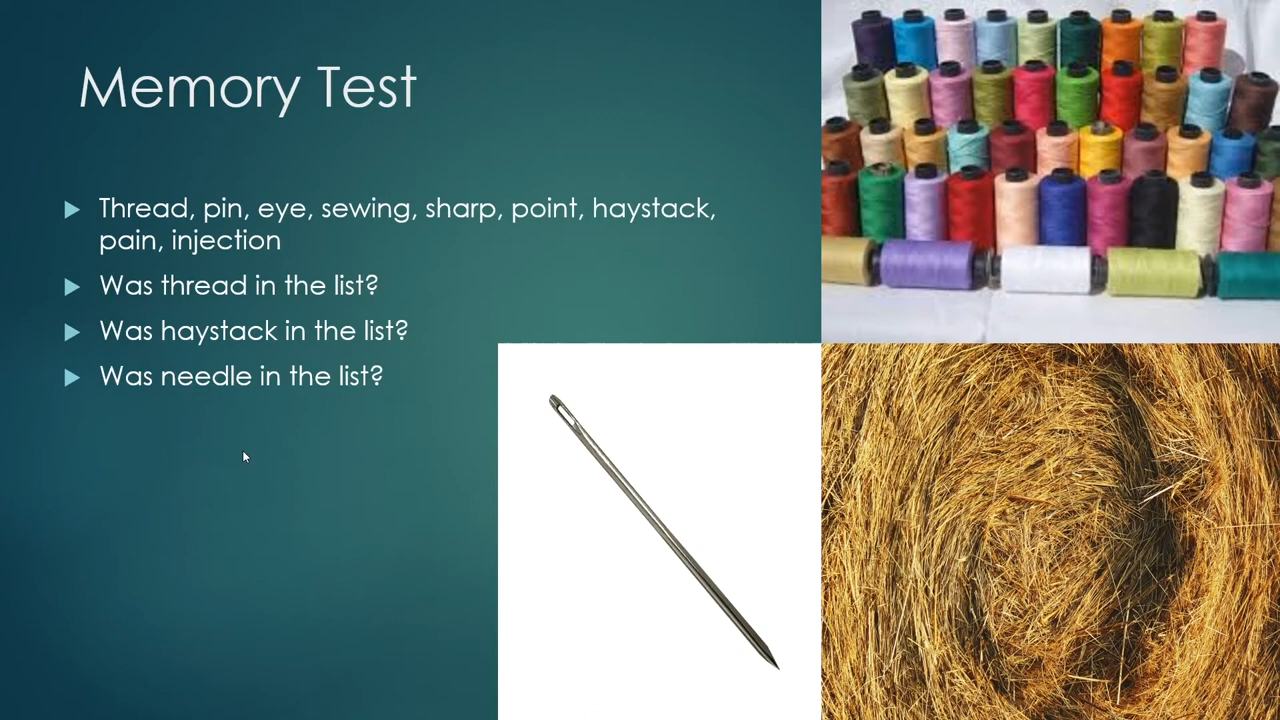 Memory Test
Thread, pin, eye, sewing, sharp, point, haystack,
pain, injection
Was thread in the list?
Was haystack in the list?
Was needle in the list?